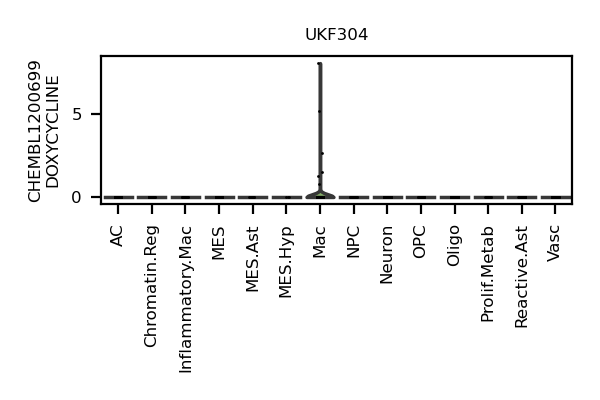 UKF304
CHEMBL1200699
DOXYCYCLINE
5
0
AC
Chromatin.Reg
Inflammatory.Mac
MES
MES.Ast
MES.Hyp
Mac
NPC
Neuron
OPC
Oligo
Prolif.Metab
Reactive.Ast
Vasc